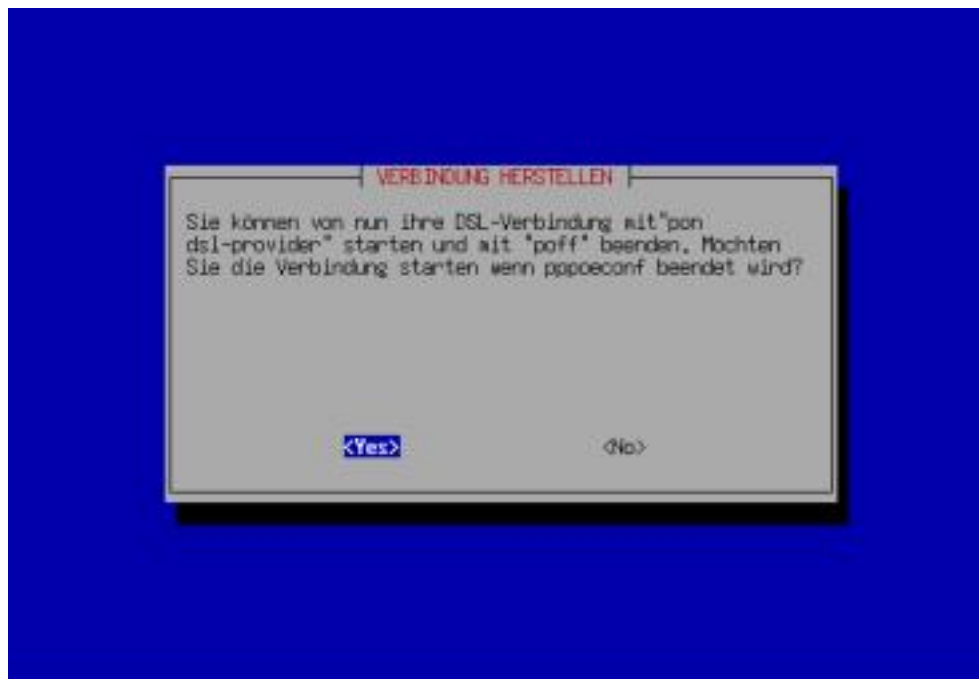 VERBINDUNG HERSTELLEN
Sie können von nun ihre DSL-Verbindung mit"pon
dsl-provider" starten und mit "poff" beenden. Möchten
Sie die Verbindung starten wenn pppoeconf beendet wird?
<Yes> <No>